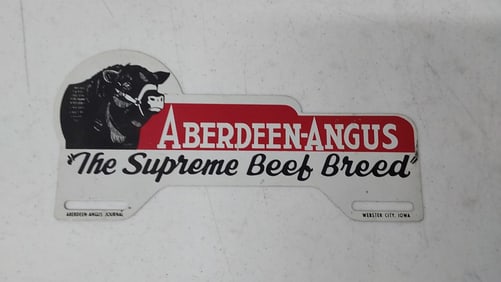 ABERDEEN-ANGUS
"The Supreme Beef Breed"
ABERDEEN-ANGUS JOURNAL
WEBSTER CITY, IOWA